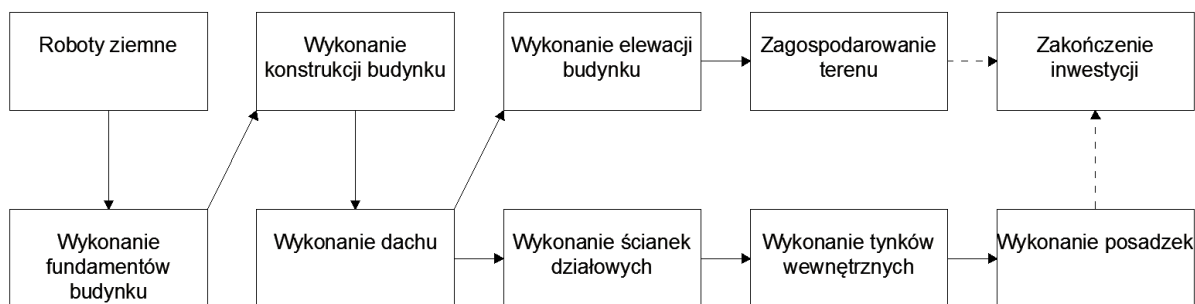 Roboty ziemne
Wykonanie
konstrukcji budynku
Wykonanie elewacji
budynku
Zagospodarowanie
terenu
Zakończenie
inwestycji
Wykonanie
fundamentów
budynku
Wykonanie dachu
Wykonanie ścianek
działowych
Wykonanie tynków
wewnętrznych
Wykonanie posadzek